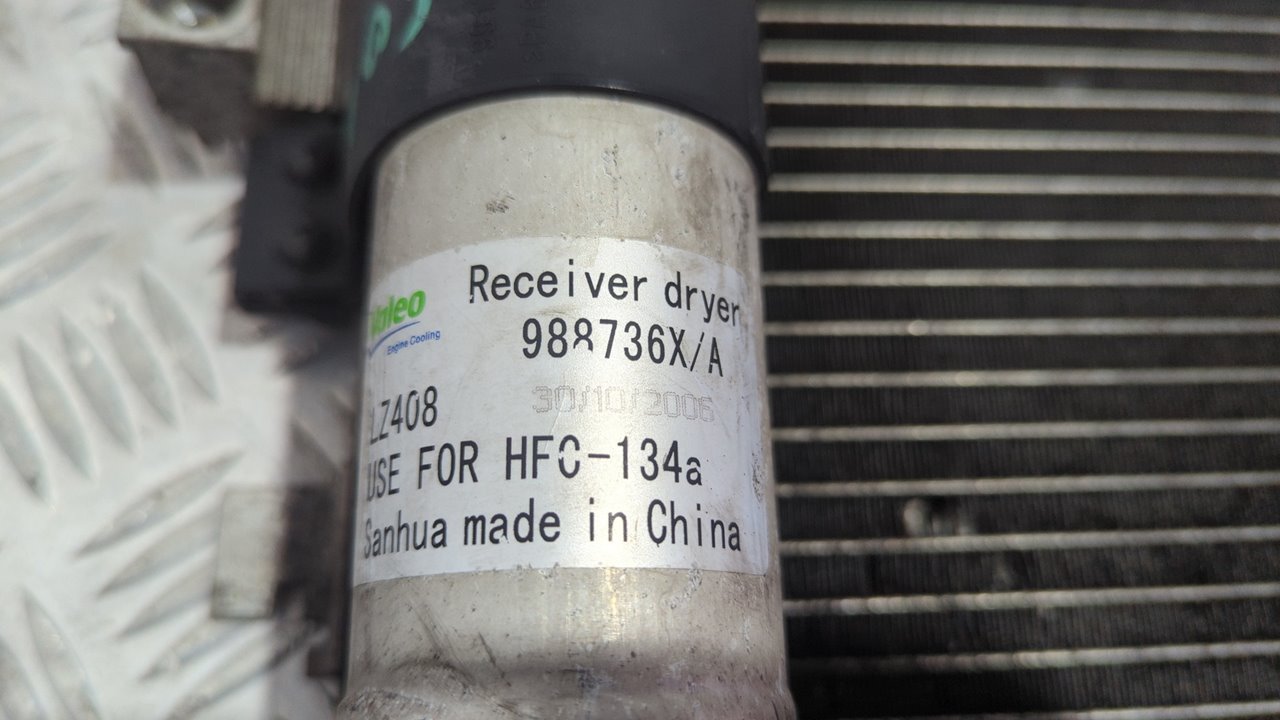 Receiver dryer
Valeo
Engine Cooling
988736X/A
LZ408
30/10/2006
USE FOR HFC-134a
Sanhua made in China